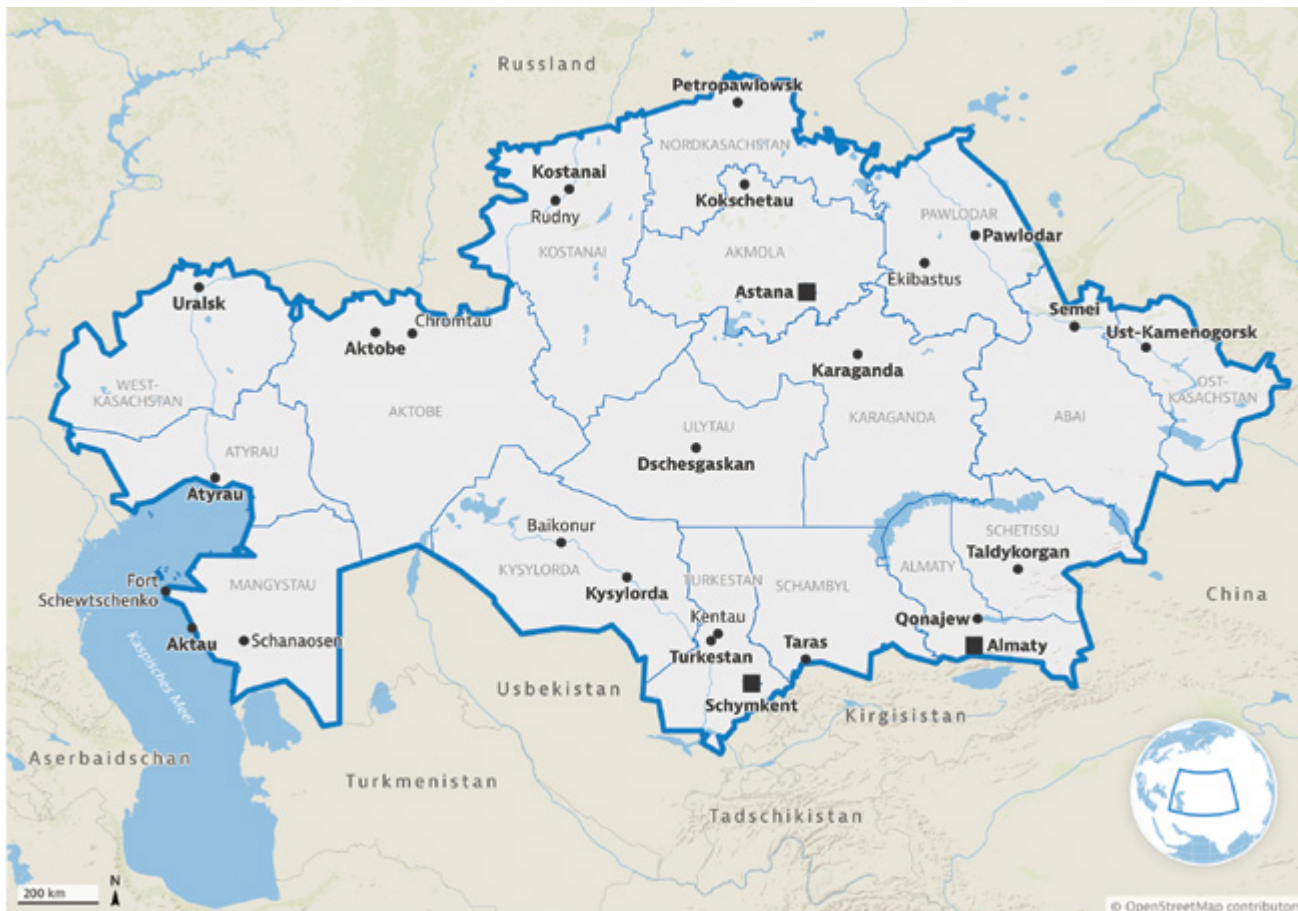 Russland
Petropawlowsk
NORDKASACHSTAN
Kostanai
Rudny
Kokschetau
PAWLODAR
Pawlodar
KOSTANAI
AKMOLA
Ekibastus
Astana
Uralsk
Chromtau
Aktobe
Semei
Ust-Kamenogorsk
Karaganda
WEST-
KASACHSTAN
OST-
KASACHSTAN
AKTOBE
KARAGANDA
ABAI
ULYTAU
ATYRAU
Dschesgaskan
Atyrau
Baikonur
SCHETISSU
Taldykorgan
KYSYLORDA
Kysylorda
TURKESTAN
SCHAMBYL
ALMATY
MANGYSTAU
Fort
Schewtschenko
China
Kentau
Qonajew
Aktau
Schanaosen
Turkestan
Taras
Almaty
Kaspisches Meer
Usbekistan
Schymkent
Kirgisistan
Aserbaidschan
Turkmenistan
Tadschikistan
200 km
N
© OpenStreetMap contributors